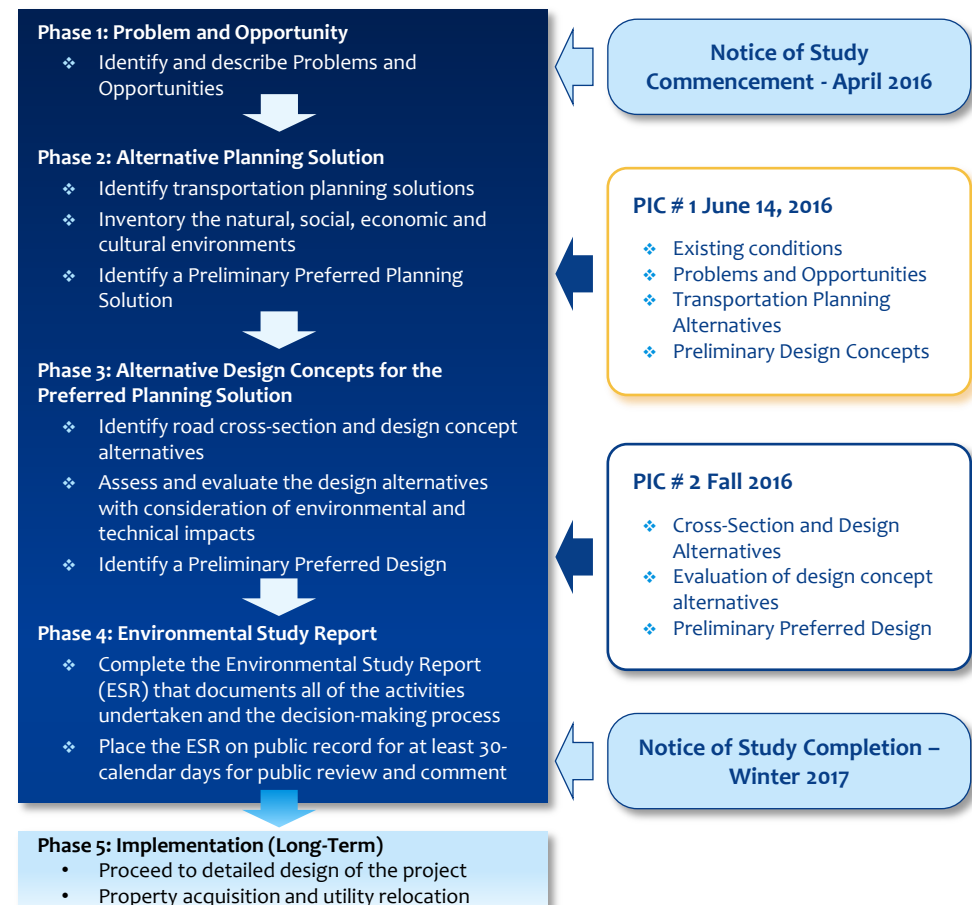 Phase 1: Problem and Opportunity
❖ Identify and describe Problems and
Opportunities
Notice of Study
Commencement - April 2016
Phase 2: Alternative Planning Solution
❖ Identify transportation planning solutions
❖ Inventory the natural, social, economic and
cultural environments
❖ Identify a Preliminary Preferred Planning
Solution
PIC # 1 June 14, 2016
❖ Existing conditions
❖ Problems and Opportunities
❖ Transportation Planning
Alternatives
❖ Preliminary Design Concepts
Phase 3: Alternative Design Concepts for the
Preferred Planning Solution
❖ Identify road cross-section and design concept
alternatives
❖ Assess and evaluate the design alternatives
with consideration of environmental and
technical impacts
❖ Identify a Preliminary Preferred Design
PIC # 2 Fall 2016
❖ Cross-Section and Design
Alternatives
❖ Evaluation of design concept
alternatives
❖ Preliminary Preferred Design
Phase 4: Environmental Study Report
❖ Complete the Environmental Study Report
(ESR) that documents all of the activities
undertaken and the decision-making process
❖ Place the ESR on public record for at least 30-
calendar days for public review and comment
Notice of Study Completion –
Winter 2017
Phase 5: Implementation (Long-Term)
• Proceed to detailed design of the project
• Property acquisition and utility relocation